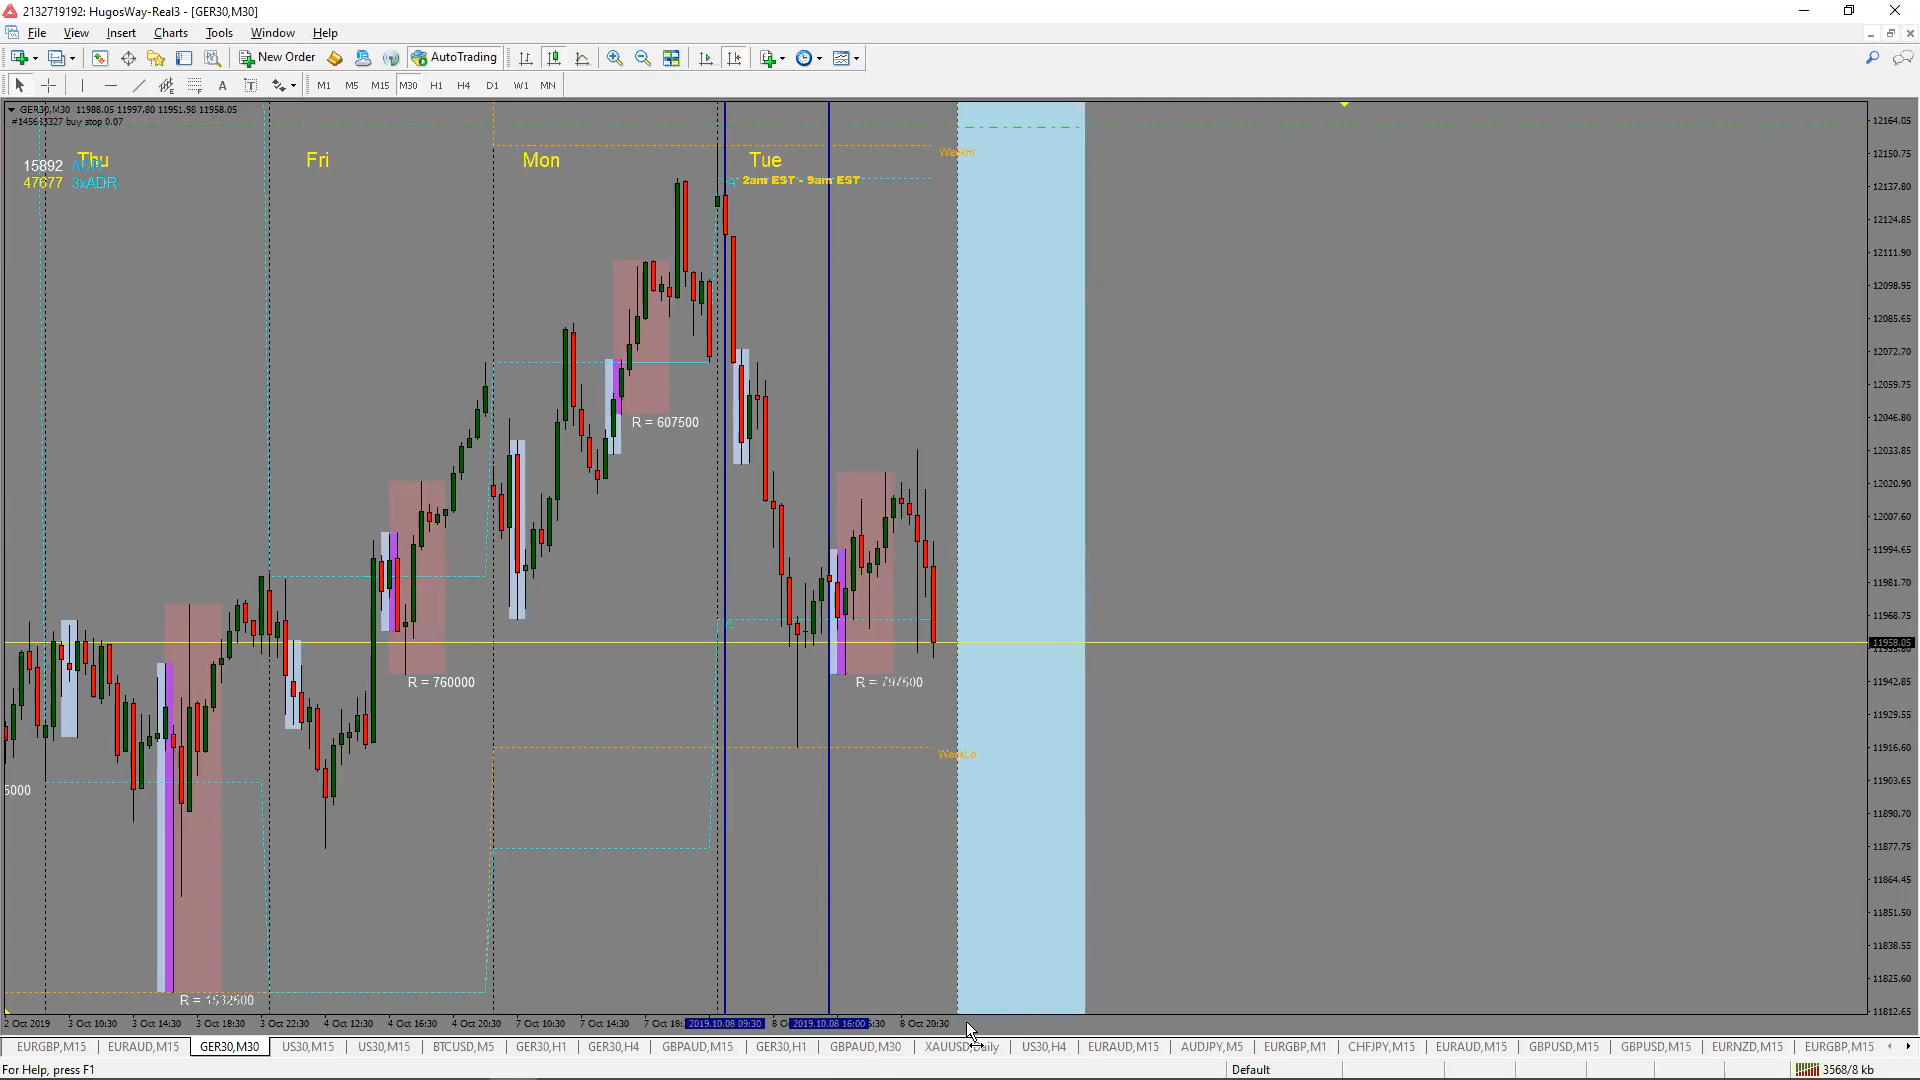 2132719192: HugosWay-Real3 - [GER30,M30]
File View Insert Charts Tools Window Help
New Order AutoTrading
A T M1 M5 M15 M30 H1 H4 D1 W1 MN
GER30,M30 11988.05 11997.80 11951.98 11958.05
buy stop 0.07
Thu Fri Mon Tue
15892 ADR
47677 3xADR
2am EST - 9am EST
WeekHi
R = 607500
R = 760000
R = 797500
WeekLo
5000
R = 1532500
12164.05
12150.75
12137.80
12124.85
12111.90
12098.95
12085.65
12072.70
12059.75
12046.80
12033.85
12020.90
12007.60
11994.65
11981.70
11968.75
11958.05
11942.85
11929.55
11916.60
11903.65
11890.70
11877.75
11864.45
11851.50
11838.55
11825.60
11812.65
2 Oct 2019 3 Oct 10:30 3 Oct 14:30 3 Oct 18:30 3 Oct 22:30 4 Oct 12:30 4 Oct 16:30 4 Oct 20:30 7 Oct 10:30 7 Oct 14:30 7 Oct 18: 2019.10.08 09:30 8 O 2019.10.08 16:00 8 Oct 20:30
EURGBP,M15 EURAUD,M15 GER30,M30 US30,M15 US30,M15 BTCUSD,M5 GER30,H1 GER30,H4 GBPAUD,M15 GER30,H1 GBPAUD,M30 XAUUSD,Daily US30,H4 EURAUD,M15 AUDJPY,M5 EURGBP,M1 CHFJPY,M15 EURAUD,M15 GBPUSD,M15 GBPUSD,M15 EURNZD,M15 EURGBP,M15
For Help, press F1 Default 3568/8 kb